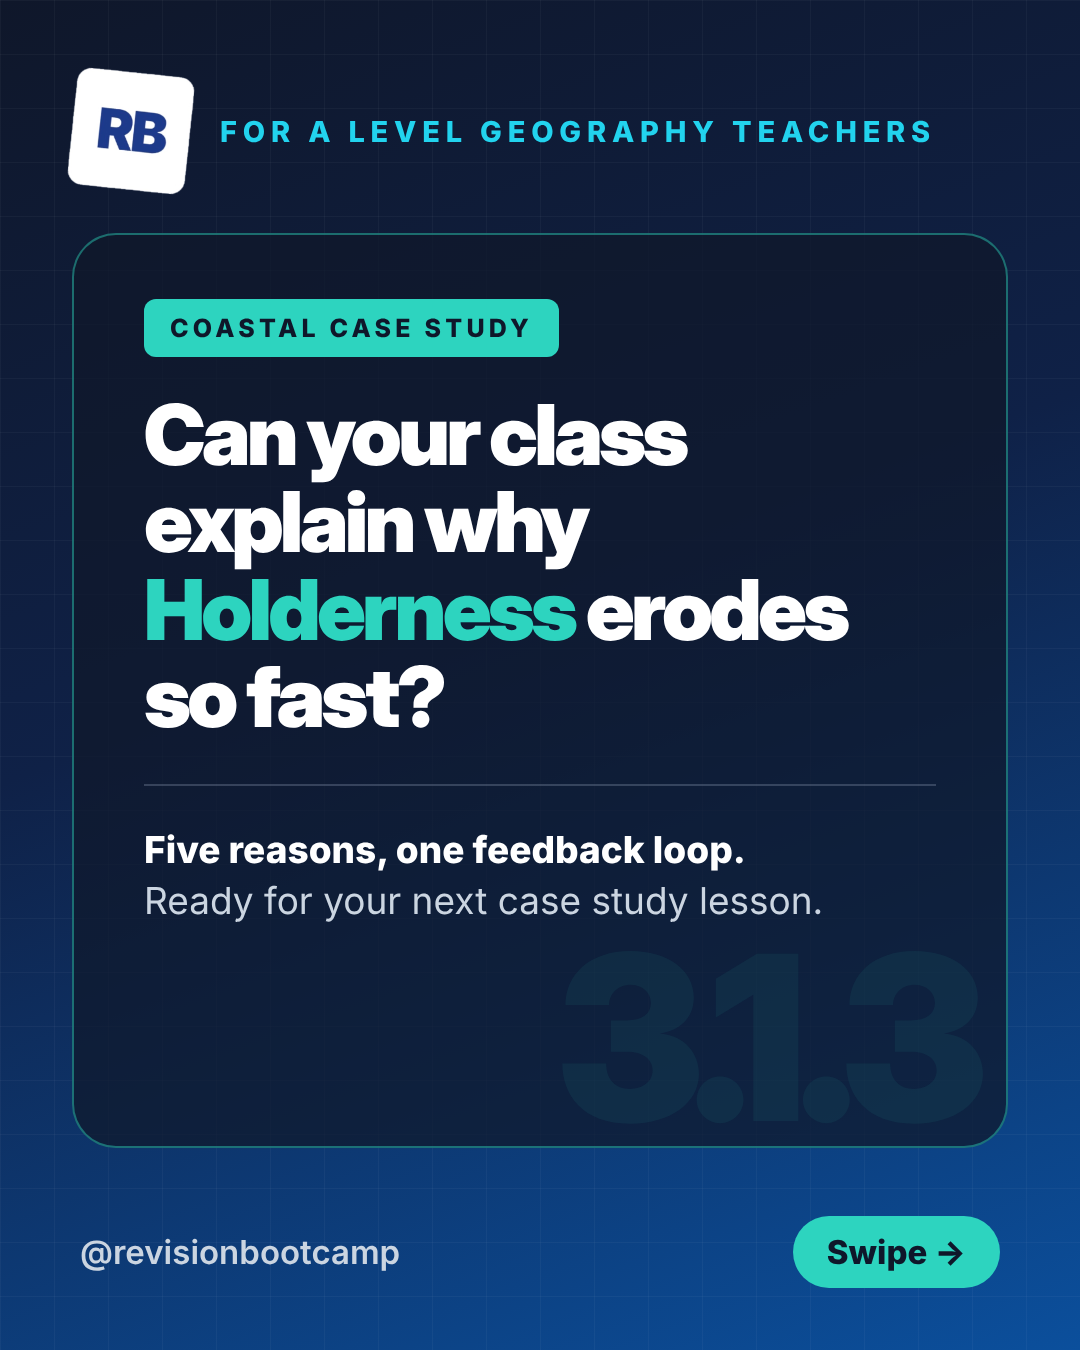 RB
FOR A LEVEL GEOGRAPHY TEACHERS
COASTAL CASE STUDY
Can your class
explain why
Holderness erodes
so fast?
Five reasons, one feedback loop.
Ready for your next case study lesson.
3.1.3
@revisionbootcamp
Swipe →